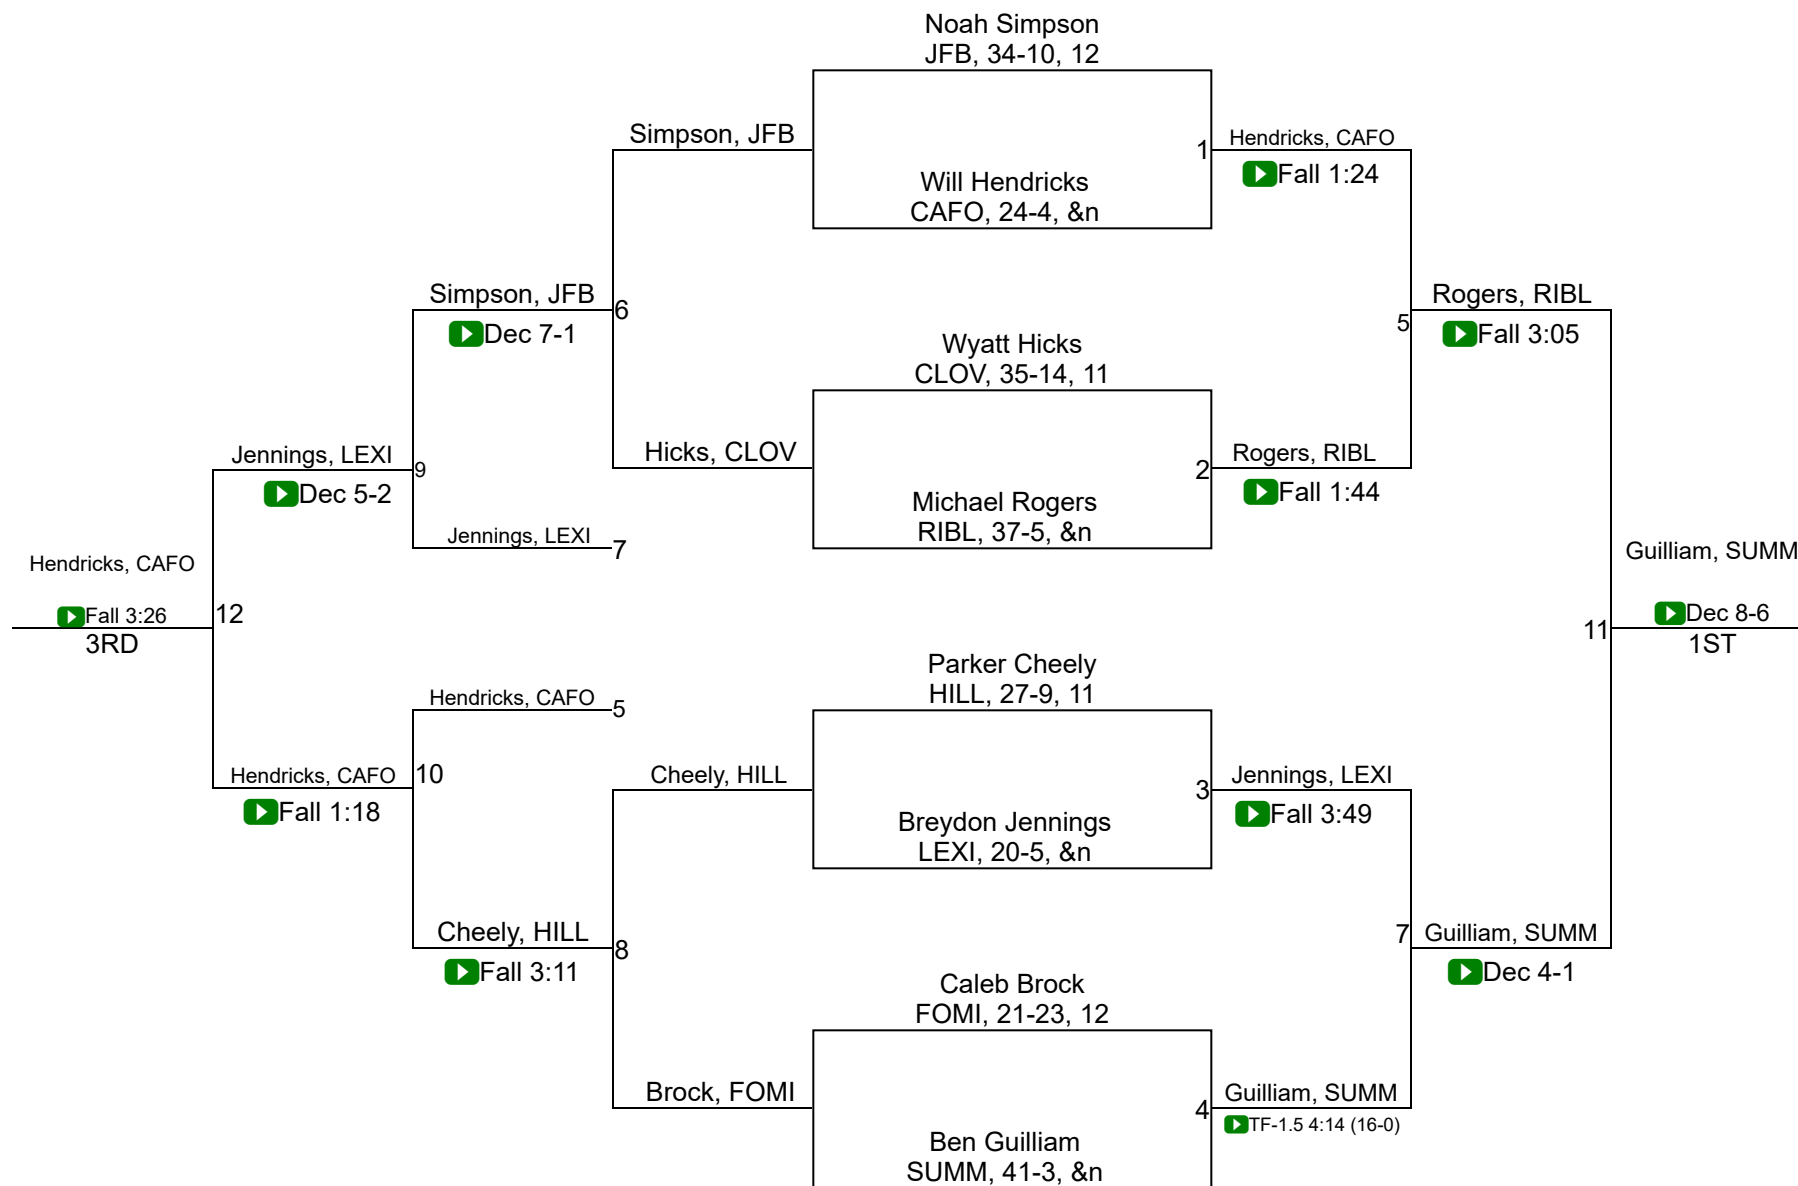 Noah Simpson
JFB, 34-10, 12
Simpson, JFB
1
Hendricks, CAFO
Fall 1:24
Will Hendricks
CAFO, 24-4, &n
Simpson, JFB
6
Dec 7-1
Rogers, RIBL
5
Fall 3:05
Wyatt Hicks
CLOV, 35-14, 11
Jennings, LEXI
9
Dec 5-2
Hicks, CLOV
2
Rogers, RIBL
Fall 1:44
Michael Rogers
RIBL, 37-5, &n
Jennings, LEXI
7
Hendricks, CAFO
12
Fall 3:26
3RD
Guilliam, SUMM
11
Dec 8-6
1ST
Parker Cheely
HILL, 27-9, 11
Hendricks, CAFO
5
Hendricks, CAFO
10
Fall 1:18
Cheely, HILL
3
Jennings, LEXI
Fall 3:49
Breydon Jennings
LEXI, 20-5, &n
Cheely, HILL
8
Fall 3:11
7
Guilliam, SUMM
Dec 4-1
Caleb Brock
FOMI, 21-23, 12
Brock, FOMI
4
Guilliam, SUMM
TF-1.5 4:14 (16-0)
Ben Guilliam
SUMM, 41-3, &n